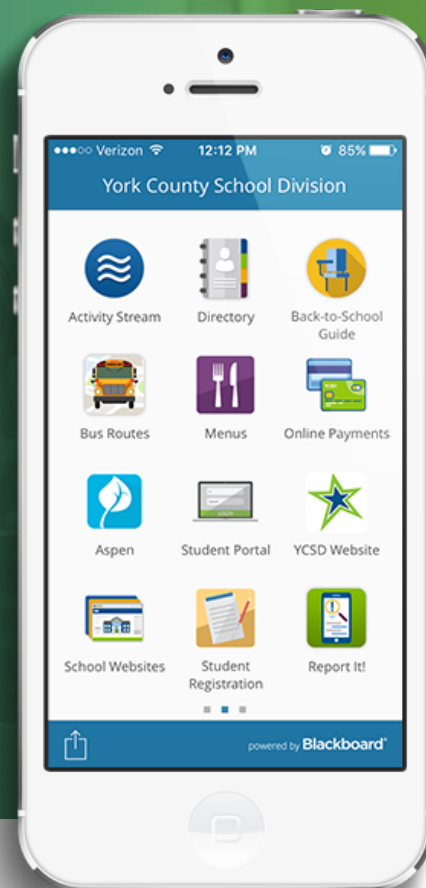 Verizon 12:12 PM 85%
York County School Division
Activity Stream Directory Back-to-School
Guide
Bus Routes Menus Online Payments
Aspen Student Portal YCSD Website
School Websites Student Report It!
Registration
powered by Blackboard